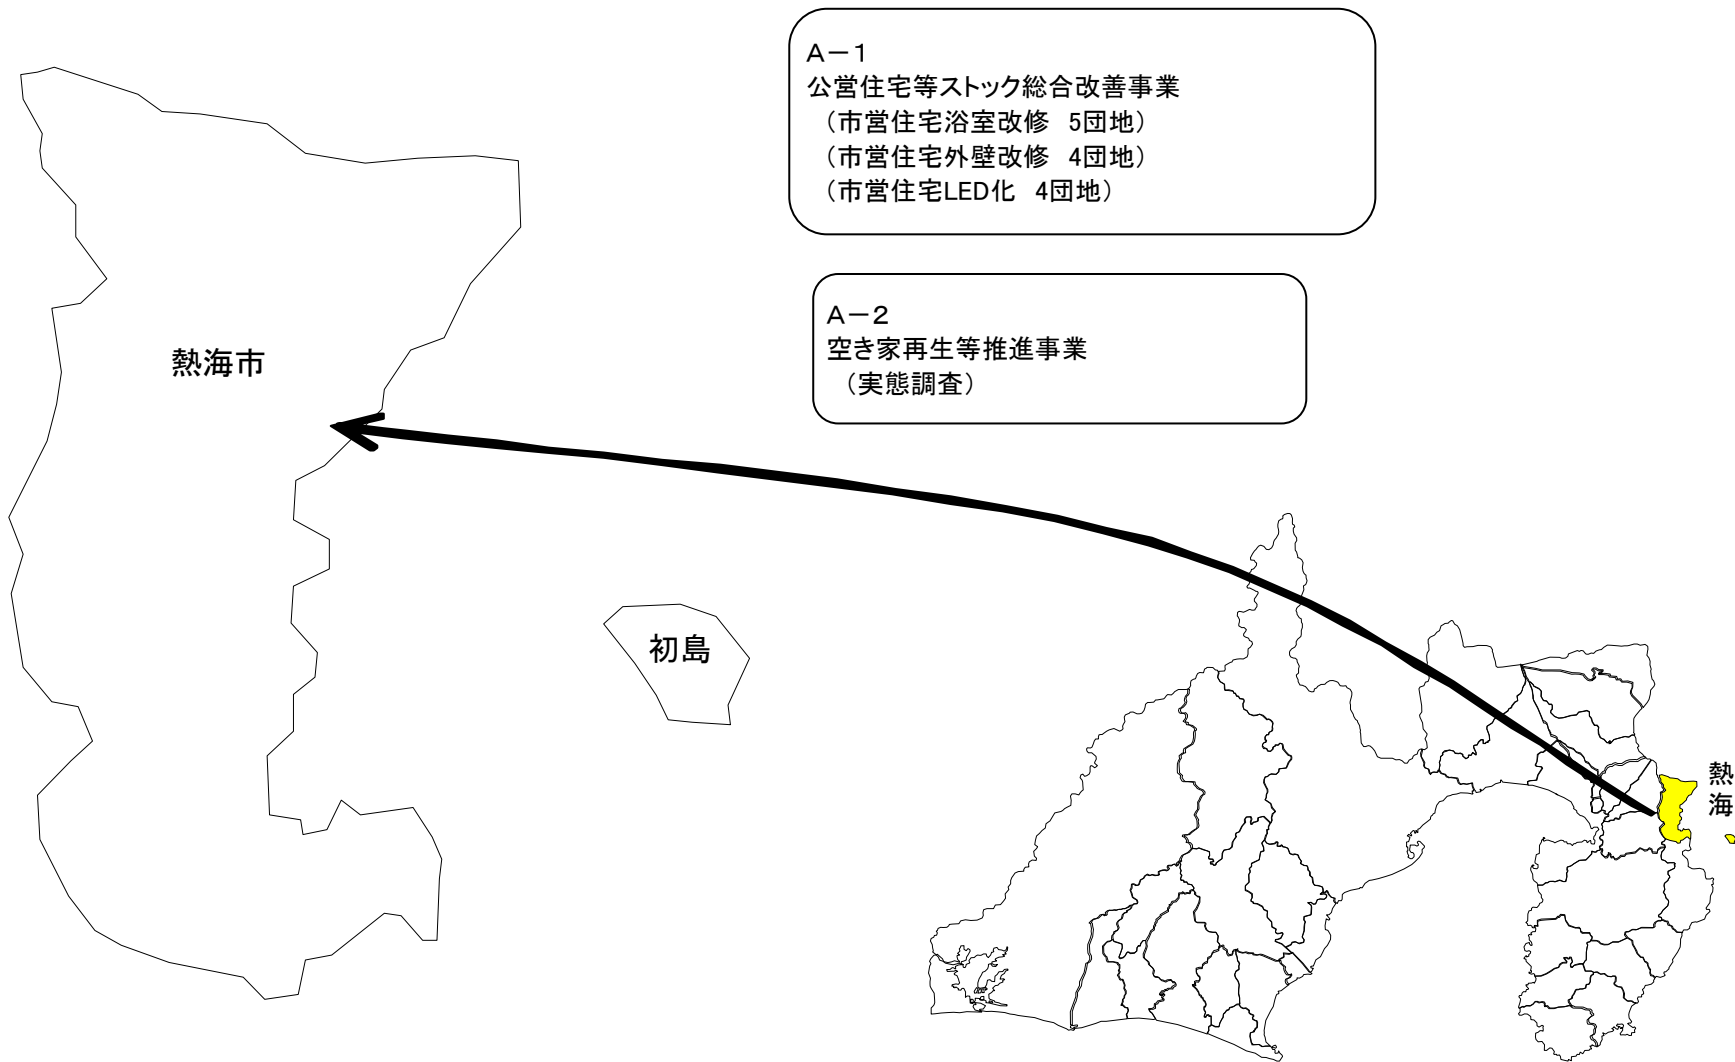 A-1
公営住宅等ストック総合改善事業
（市営住宅浴室改修　5団地）
（市営住宅外壁改修　4団地）
（市営住宅LED化　4団地）
A-2
空き家再生等推進事業
（実態調査）
熱海市
初島
熱海